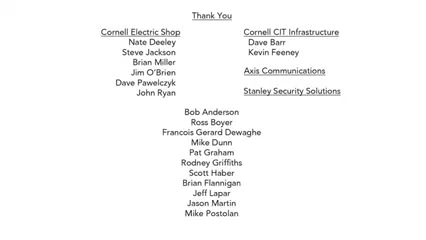 Thank You
Cornell Electric Shop
Nate Deeley
Steve Jackson
Brian Miller
Jim O'Brien
Dave Pawelczyk
John Ryan
Cornell CIT Infrastructure
Dave Barr
Kevin Feeney
Axis Communications
Stanley Security Solutions
Bob Anderson
Ross Boyer
Francois Gerard Dewaghe
Mike Dunn
Pat Graham
Rodney Griffiths
Scott Haber
Brian Flannigan
Jeff Lapar
Jason Martin
Mike Postolan